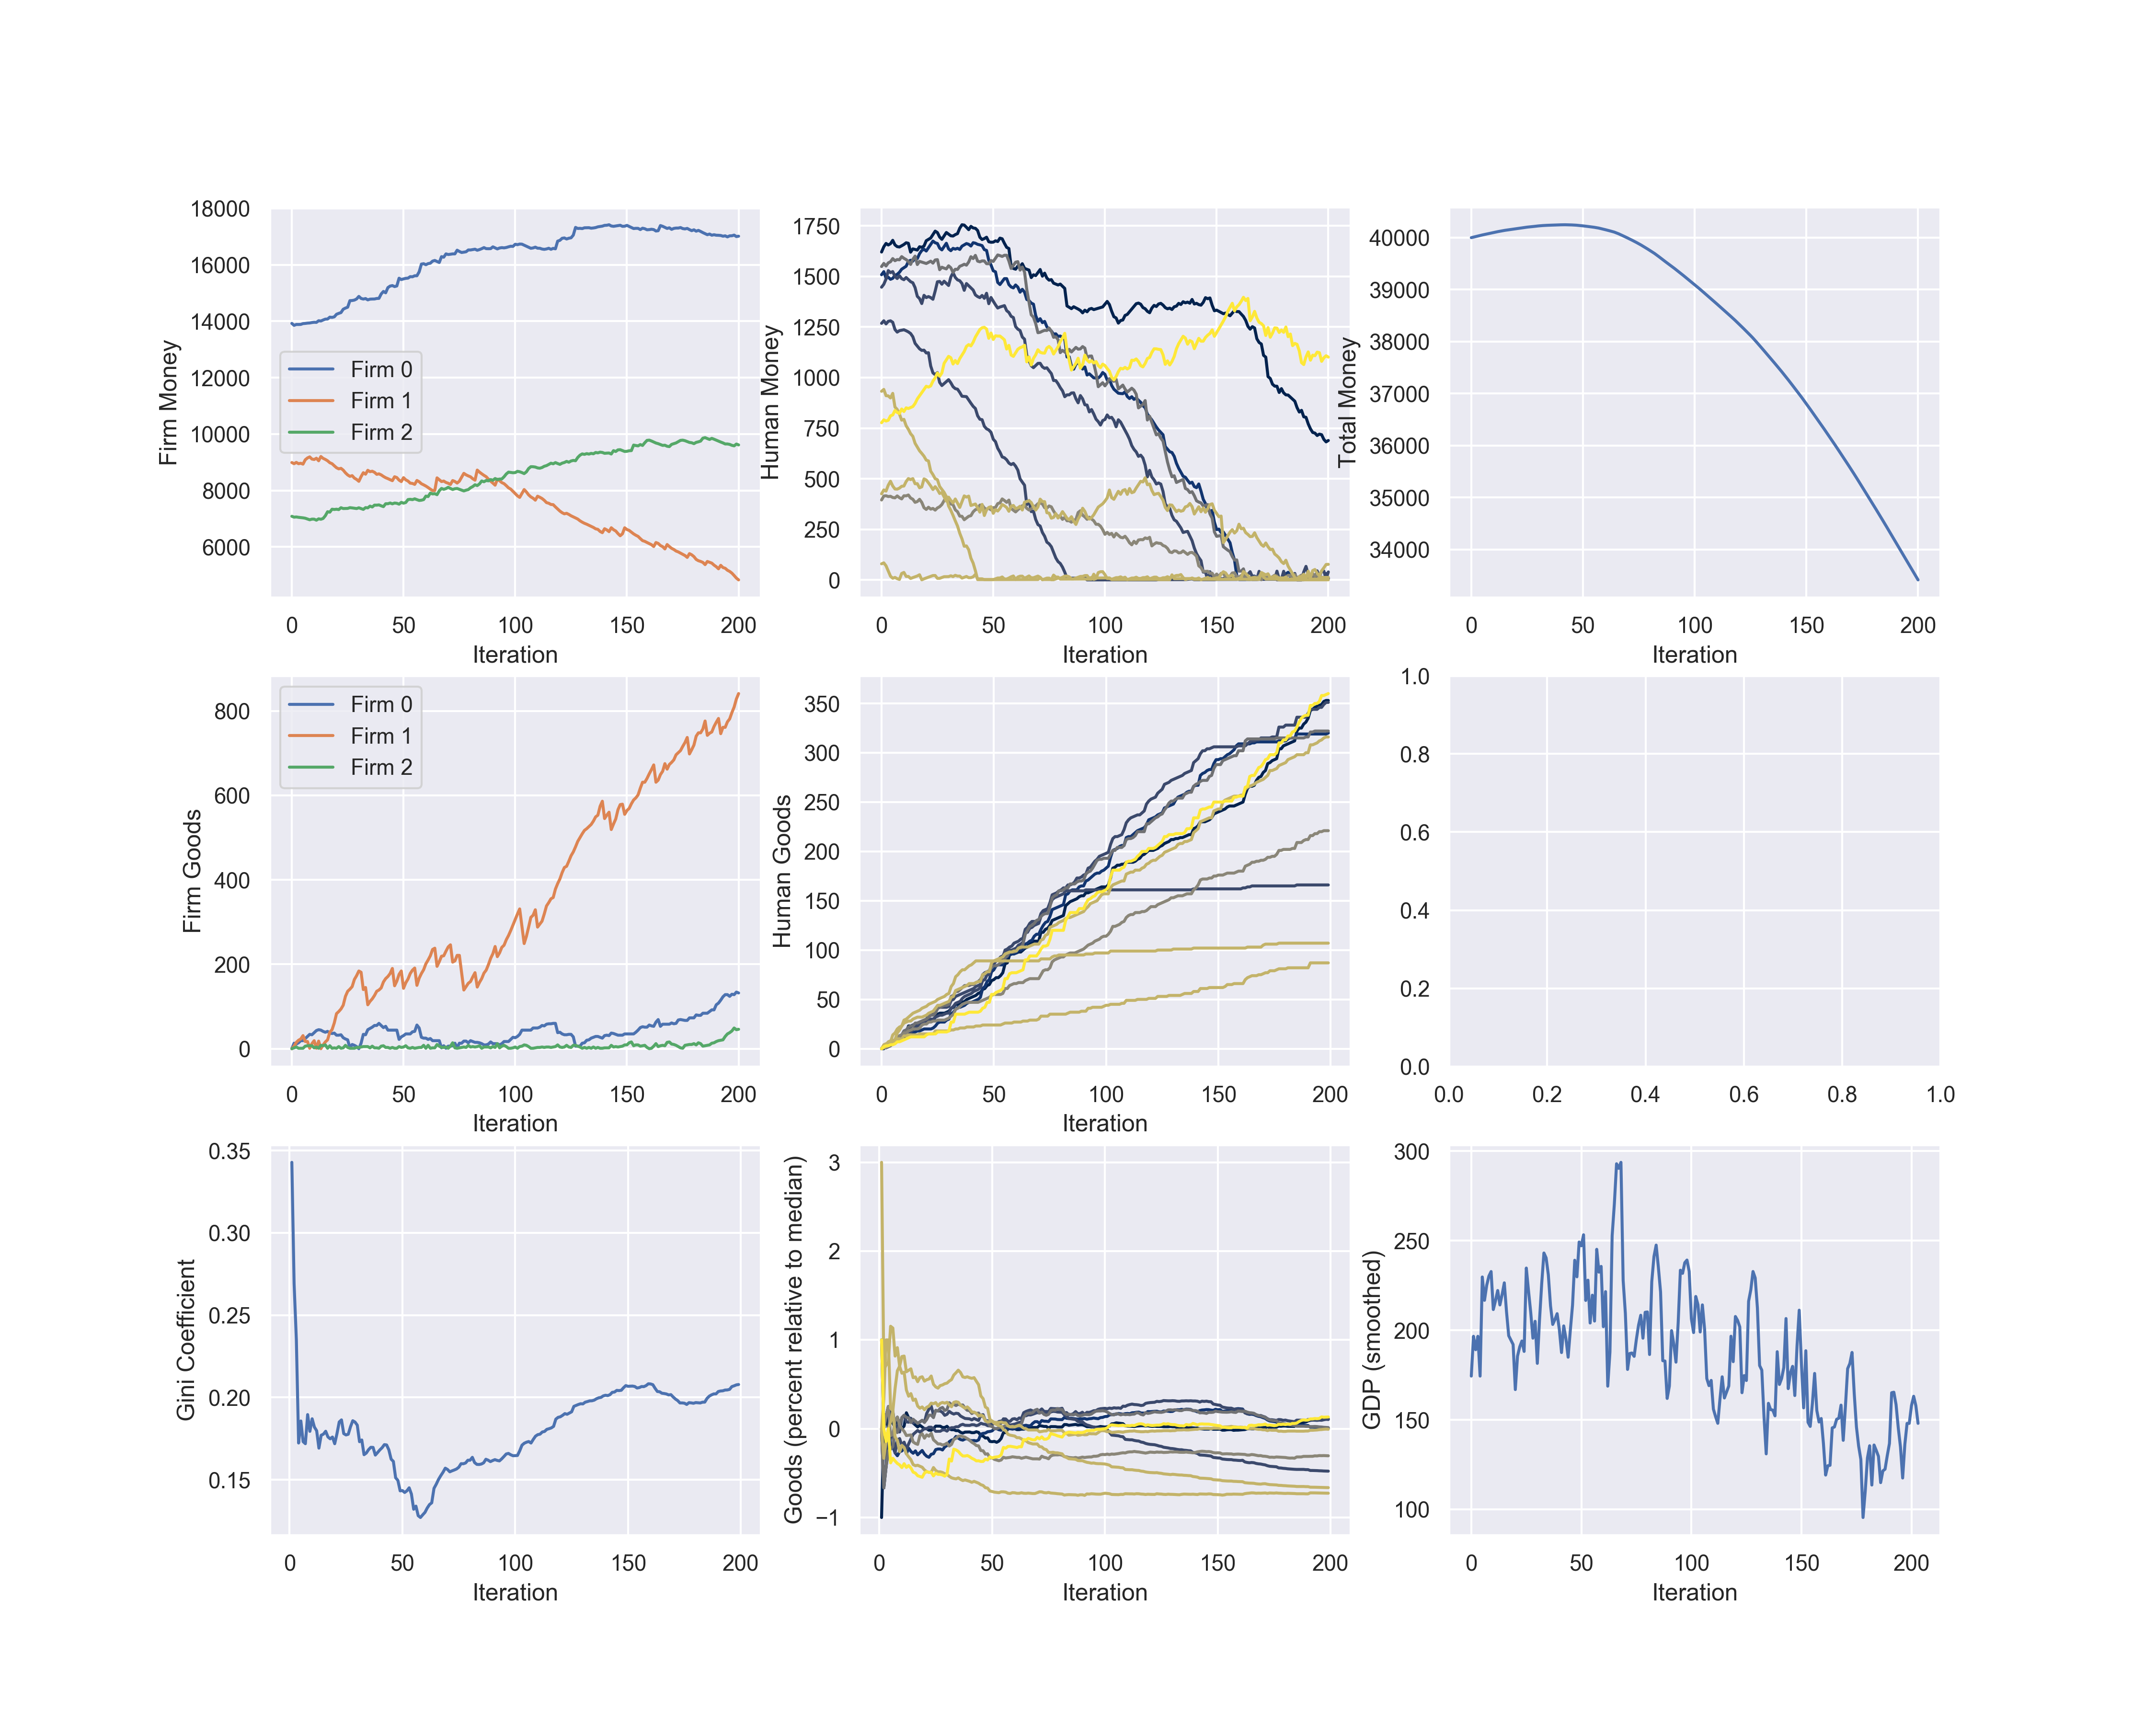 Firm Money
18000
16000
14000
12000
10000
8000
6000
Firm 0
Firm 1
Firm 2
0 50 100 150 200
Iteration
Human Money
1750
1500
1250
1000
750
500
250
0
0 50 100 150 200
Iteration
Total Money
40000
39000
38000
37000
36000
35000
34000
0 50 100 150 200
Iteration
Firm Goods
800
600
400
200
0
Firm 0
Firm 1
Firm 2
0 50 100 150 200
Iteration
Human Goods
350
300
250
200
150
100
50
0
0 50 100 150 200
Iteration
1.0
0.8
0.6
0.4
0.2
0.0
0.0 0.2 0.4 0.6 0.8 1.0
Gini Coefficient
0.35
0.30
0.25
0.20
0.15
0 50 100 150 200
Iteration
Goods (percent relative to median)
3
2
1
0
−1
0 50 100 150 200
Iteration
GDP (smoothed)
300
250
200
150
100
0 50 100 150 200
Iteration